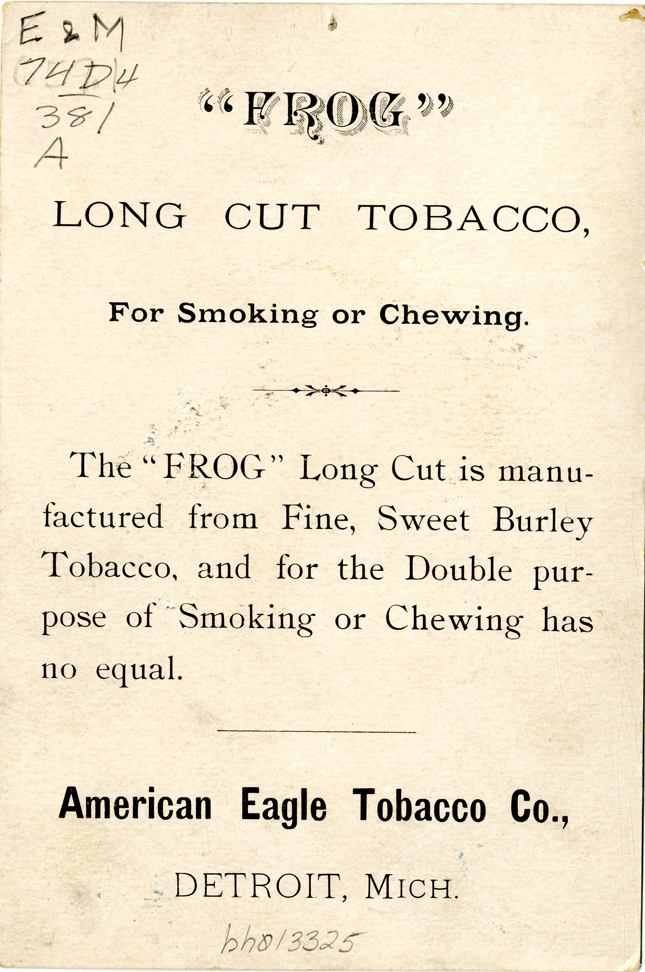 E & M
74D4
381
A
"FROG"
LONG CUT TOBACCO,
For Smoking or Chewing.
The "FROG" Long Cut is manu-
factured from Fine, Sweet Burley
Tobacco, and for the Double pur-
pose of Smoking or Chewing has
no equal.
American Eagle Tobacco Co.,
DETROIT, MICH.
bh013325